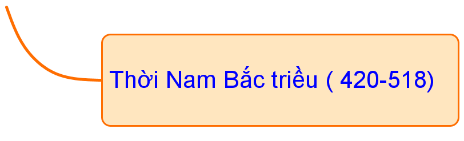 Thời Nam Bắc triều ( 420-518)